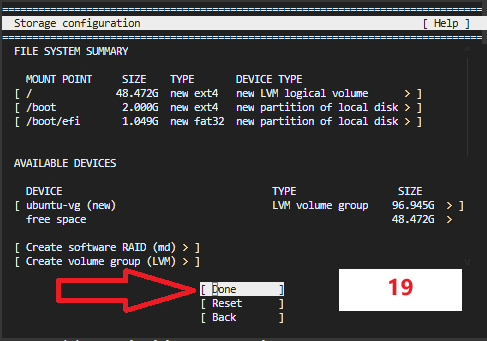 Storage configuration [ Help ]
FILE SYSTEM SUMMARY
MOUNT POINT SIZE TYPE DEVICE TYPE
[ / 48.472G new ext4 new LVM logical volume > ]
[ /boot 2.000G new ext4 new partition of local disk > ]
[ /boot/efi 1.049G new fat32 new partition of local disk > ]
AVAILABLE DEVICES
DEVICE TYPE SIZE
[ ubuntu-vg (new) LVM volume group 96.945G > ]
free space 48.472G >
[ Create software RAID (md) > ]
[ Create volume group (LVM) > ]
[ Done ]
[ Reset ]
[ Back ]
19